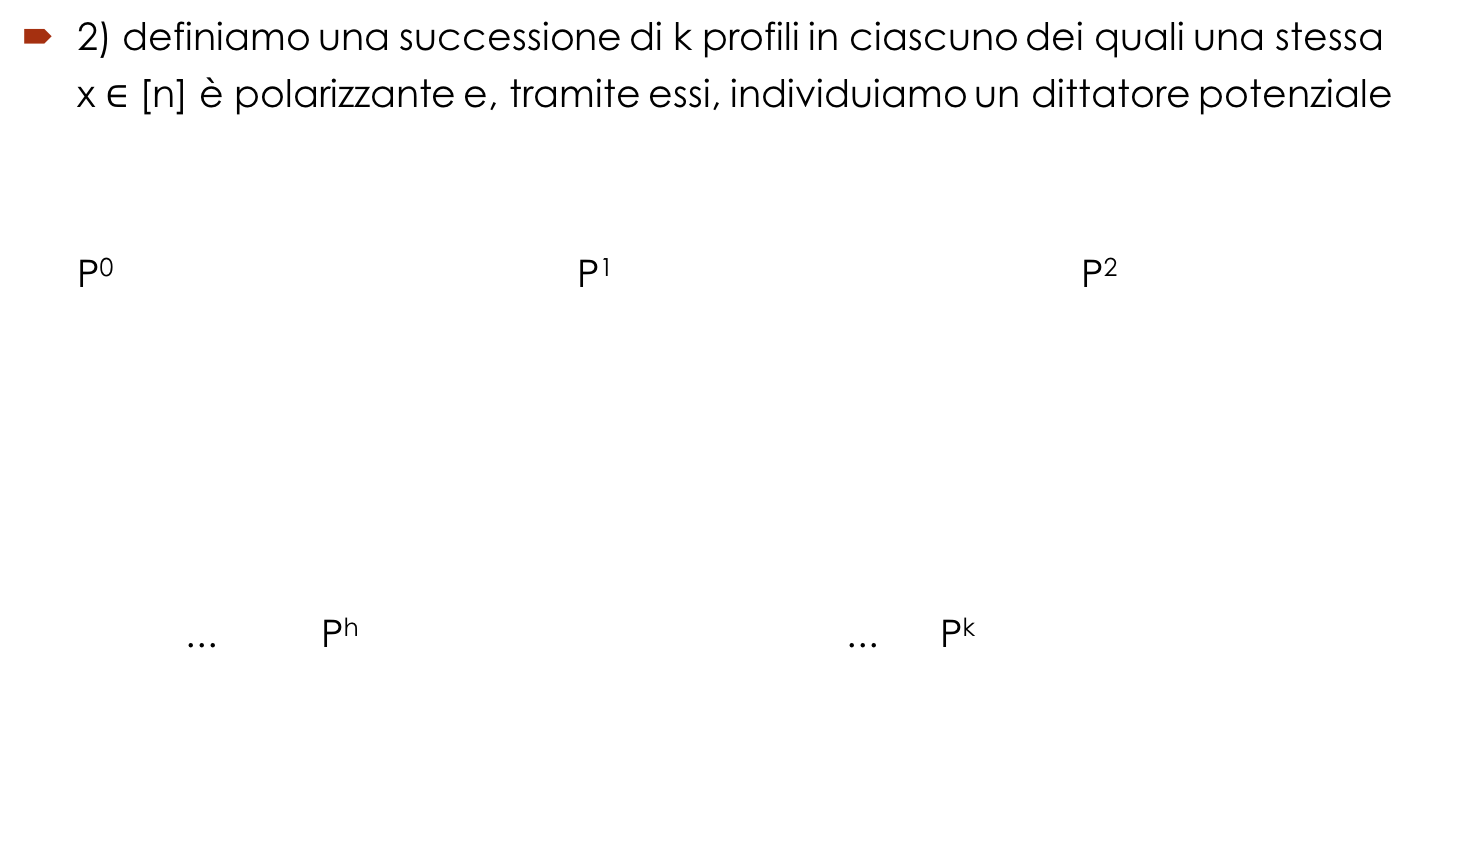 2) definiamo una successione di k profili in ciascuno dei quali una stessa
x ∈ [n] è polarizzante e, tramite essi, individuiamo un dittatore potenziale
P⁰ P¹ P²
... Pʰ ... Pᵏ